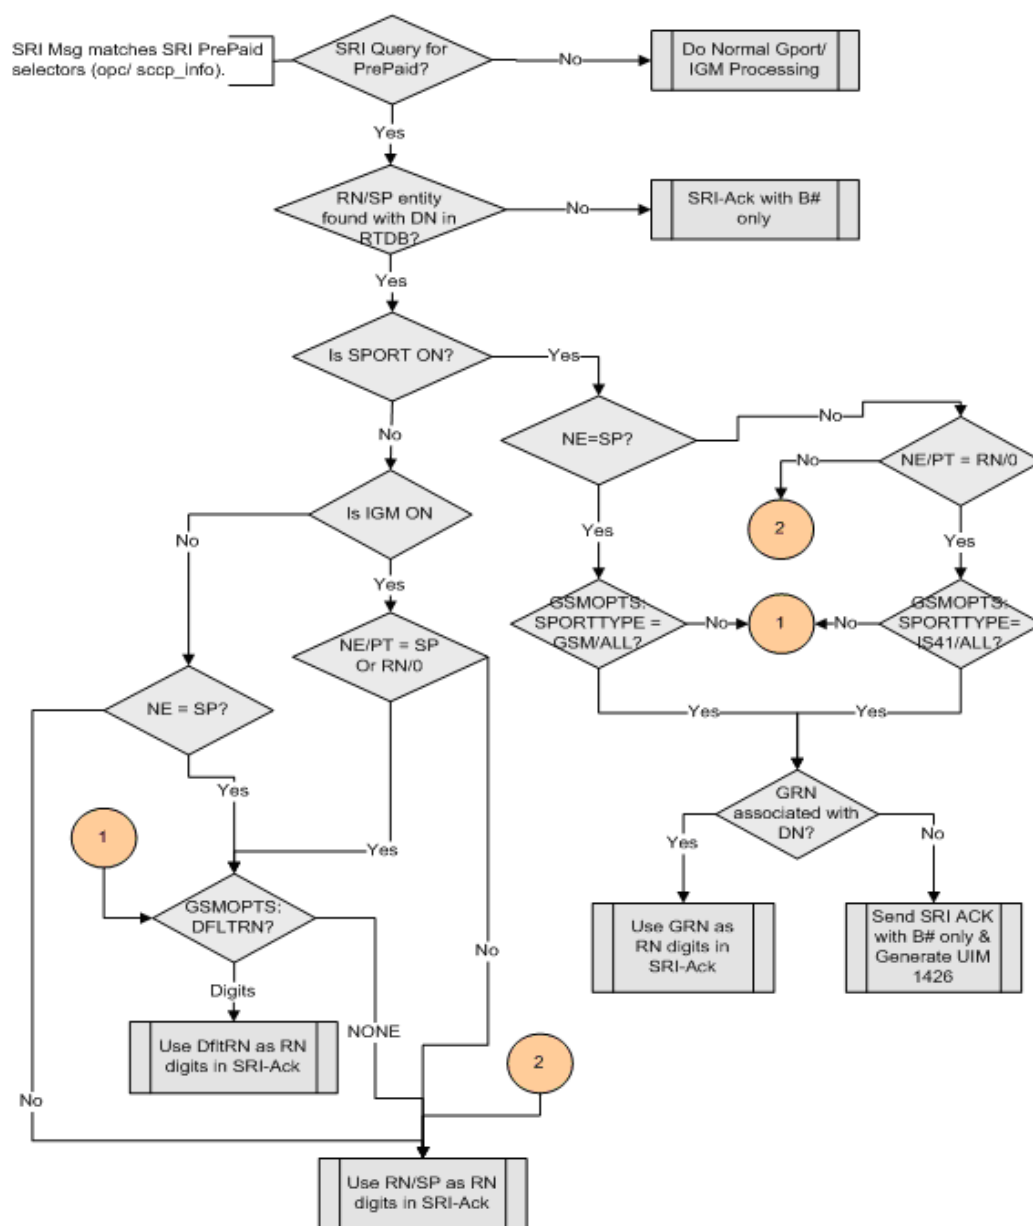 SRI Msg matches SRI PrePaid
selectors (opc/ sccp_info).
SRI Query for
PrePaid?
No
Do Normal Gport/
IGM Processing
Yes
RN/SP entity
found with DN in
RTDB?
No
SRI-Ack with B#
only
Yes
Is SPORT ON?
Yes
No
NE=SP?
No
NE/PT = RN/0
No
2
Yes
Yes
Is IGM ON
No
Yes
GSMOPTS:
SPORTTYPE =
GSM/ALL?
No
1
No
GSMOPTS:
SPORTTYPE=
IS41/ALL?
NE/PT = SP
Or RN/0
NE = SP?
Yes
Yes
Yes
1
Yes
GRN
associated with
DN?
Yes
No
GSMOPTS:
DFLTRN?
No
Use GRN as
RN digits in
SRI-Ack
Send SRI ACK
with B# only &
Generate UIM
1426
Digits
NONE
Use DfltRN as RN
digits in SRI-Ack
2
No
Use RN/SP as RN
digits in SRI-Ack